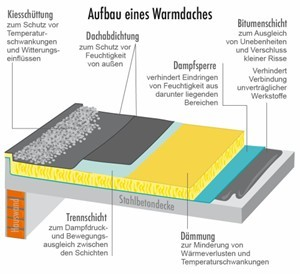 Aufbau eines Warmdaches
Kiesschüttung
zum Schutz vor
Temperatur-
schwankungen und
Witterungs-
einflüssen
Dachabdichtung
zum Schutz vor
Feuchtigkeit
von außen
Dampfsperre
verhindert Eindringen
von Feuchtigkeit aus
darunter liegenden
Bereichen
Bitumenschicht
zum Ausgleich
von Unebenheiten
und Verschluss
kleiner Risse
Verhindert
Verbindung
unverträglicher
Werkstoffe
Stahlbetondecke
Trennschicht
zum Dampfdruck-
und Bewegungs-
ausgleich zwischen
den Schichten
Dämmung
zur Minderung von
Wärmeverlusten und
Temperaturschwankungen